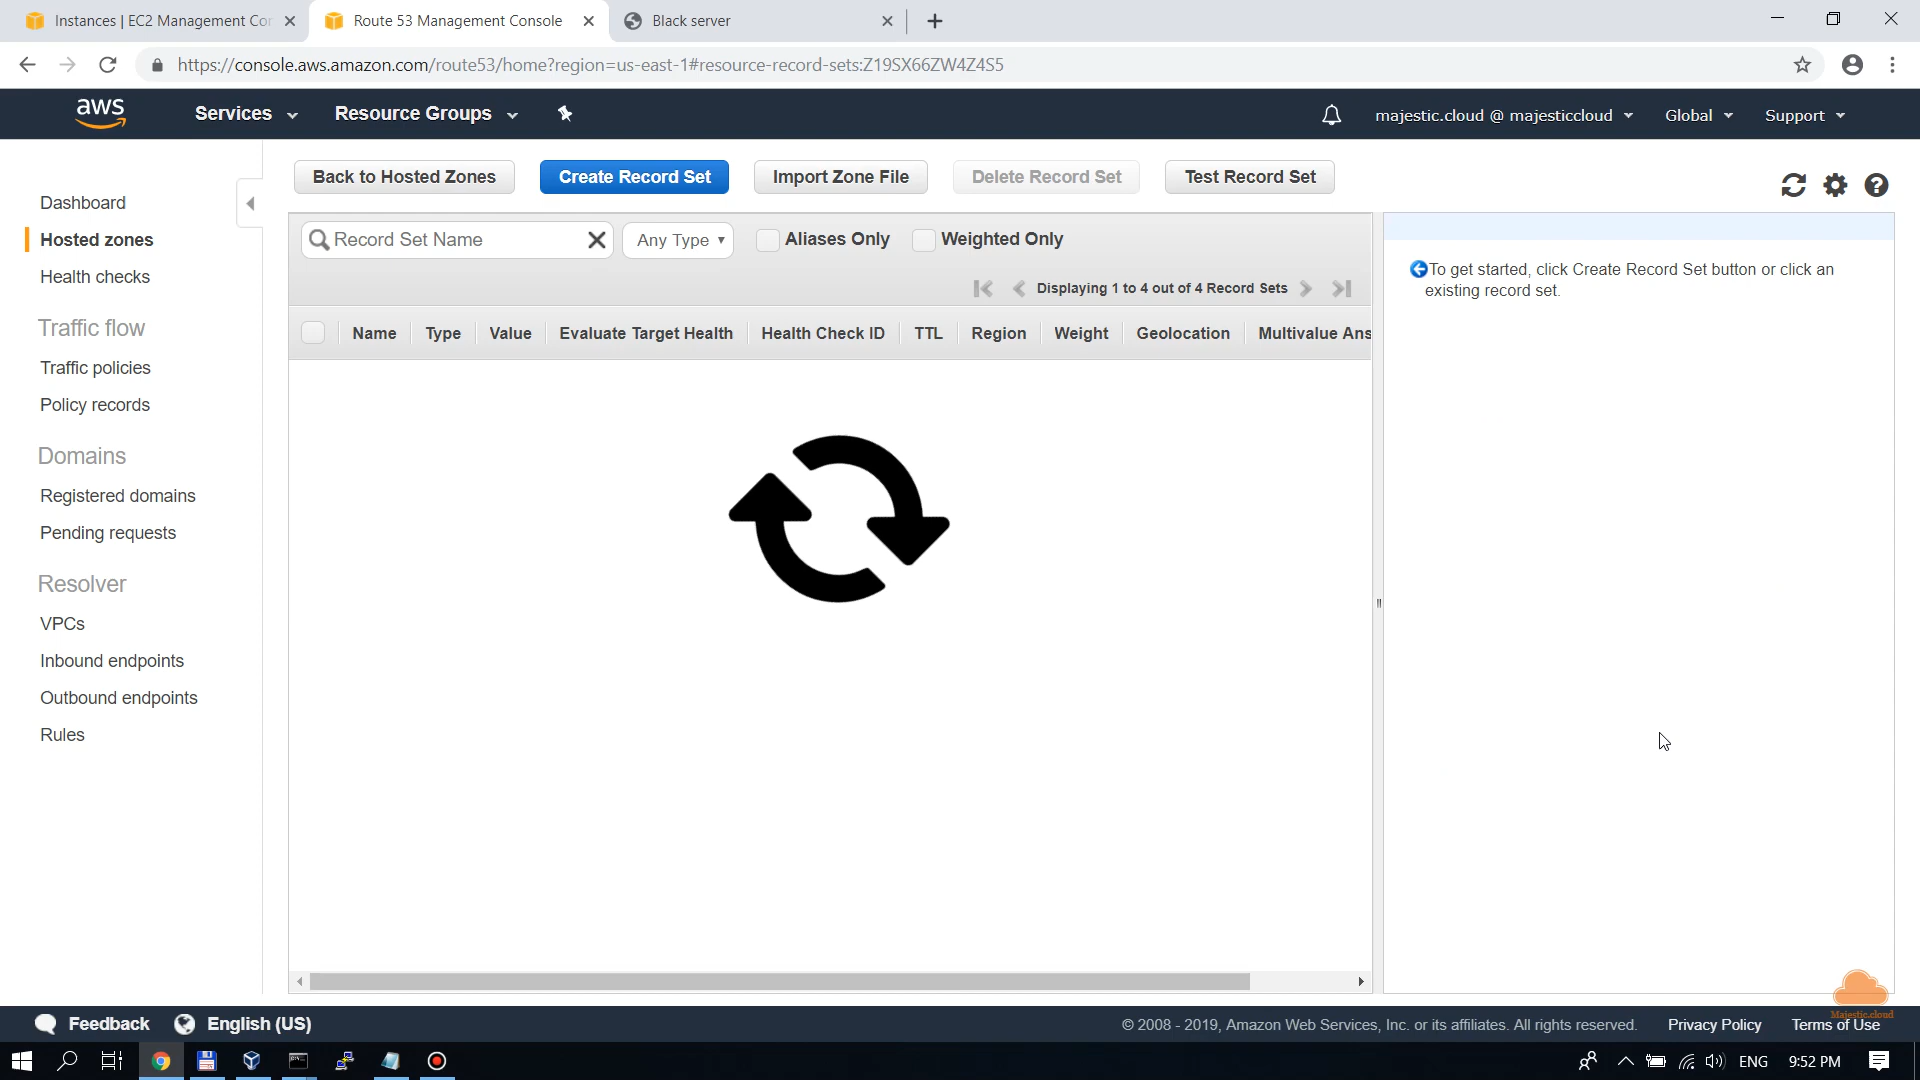 Instances | EC2 Management Co
Route 53 Management Console
Black server
https://console.aws.amazon.com/route53/home?region=us-east-1#resource-record-sets:Z19SX66ZW4Z4S5
aws
Services
Resource Groups
majestic.cloud @ majesticcloud
Global
Support
Back to Hosted Zones
Create Record Set
Import Zone File
Delete Record Set
Test Record Set
Dashboard
Hosted zones
Health checks
Traffic flow
Traffic policies
Policy records
Domains
Registered domains
Pending requests
Resolver
VPCs
Inbound endpoints
Outbound endpoints
Rules
Record Set Name
Any Type
Aliases Only
Weighted Only
Displaying 1 to 4 out of 4 Record Sets
Name Type Value Evaluate Target Health Health Check ID TTL Region Weight Geolocation Multivalue Ans
To get started, click Create Record Set button or click an
existing record set.
Majestic.cloud
Feedback
English (US)
© 2008 - 2019, Amazon Web Services, Inc. or its affiliates. All rights reserved.
Privacy Policy
Terms of Use
ENG
9:52 PM